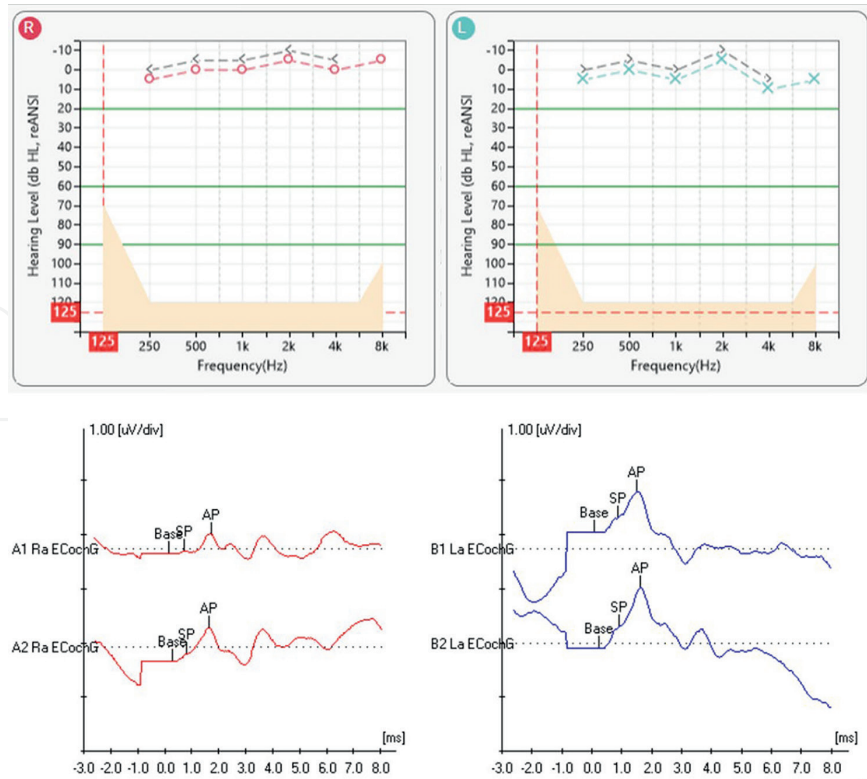 R
Hearing Level (db HL, reANSI)
-10
0
10
20
30
40
50
60
70
80
90
100
110
120
125
125
250
500
1k
2k
4k
8k
Frequency(Hz)
L
Hearing Level (db HL, reANSI)
-10
0
10
20
30
40
50
60
70
80
90
100
110
120
125
125
250
500
1k
2k
4k
8k
Frequency(Hz)
1.00 [uV/div]
A1 Ra ECochG
Base
SP
AP
A2 Ra ECochG
Base
SP
AP
[ms]
-3.0 -2.0 -1.0 0.0 1.0 2.0 3.0 4.0 5.0 6.0 7.0 8.0
1.00 [uV/div]
B1 La ECochG
Base
SP
AP
B2 La ECochG
Base
SP
AP
[ms]
-3.0 -2.0 -1.0 0.0 1.0 2.0 3.0 4.0 5.0 6.0 7.0 8.0